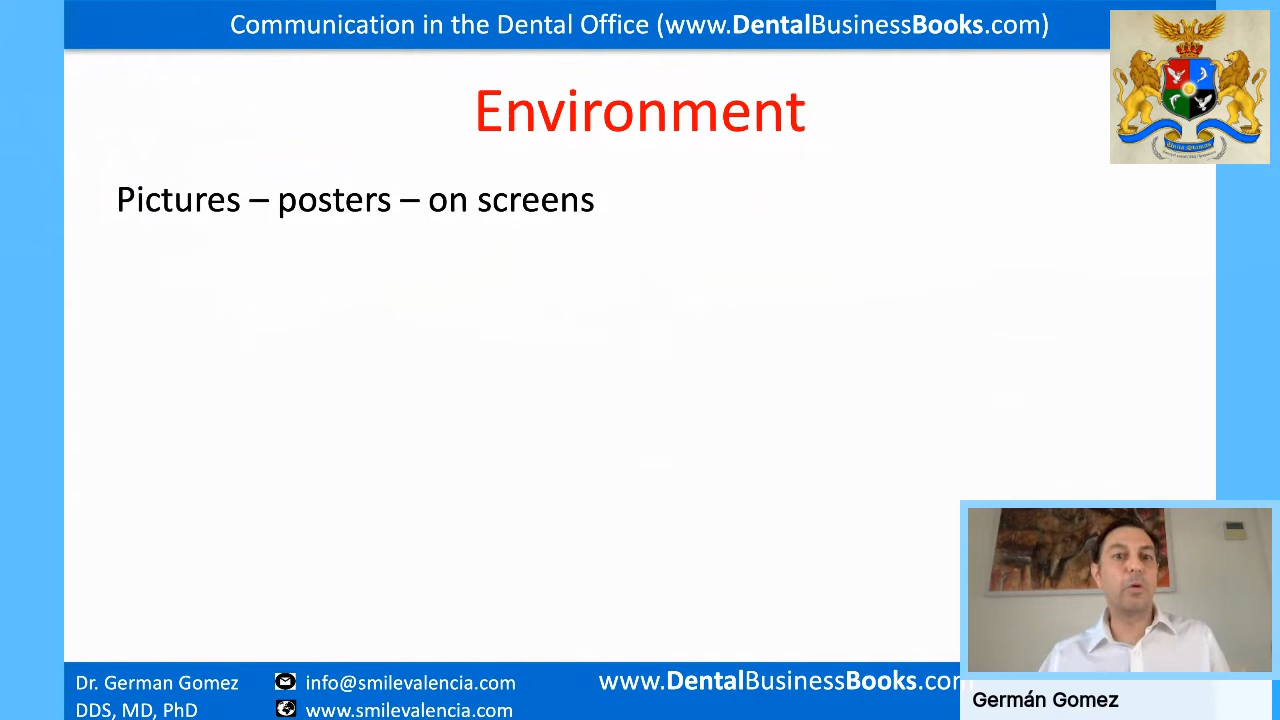 Communication in the Dental Office (www.DentalBusinessBooks.com)
Environment
Pictures – posters – on screens
Dr. German Gomez
DDS, MD, PhD
info@smilevalencia.com
www.smilevalencia.com
www.DentalBusinessBooks.com
Germán Gomez